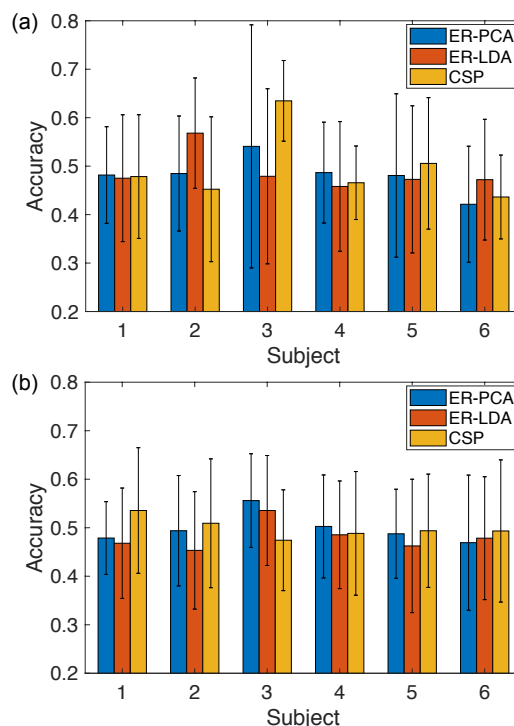 (a)
0.8
0.7
0.6
0.5
0.4
0.3
0.2
Accuracy
ER-PCA
ER-LDA
CSP
1 2 3 4 5 6
Subject
(b)
0.8
0.7
0.6
0.5
0.4
0.3
0.2
Accuracy
ER-PCA
ER-LDA
CSP
1 2 3 4 5 6
Subject